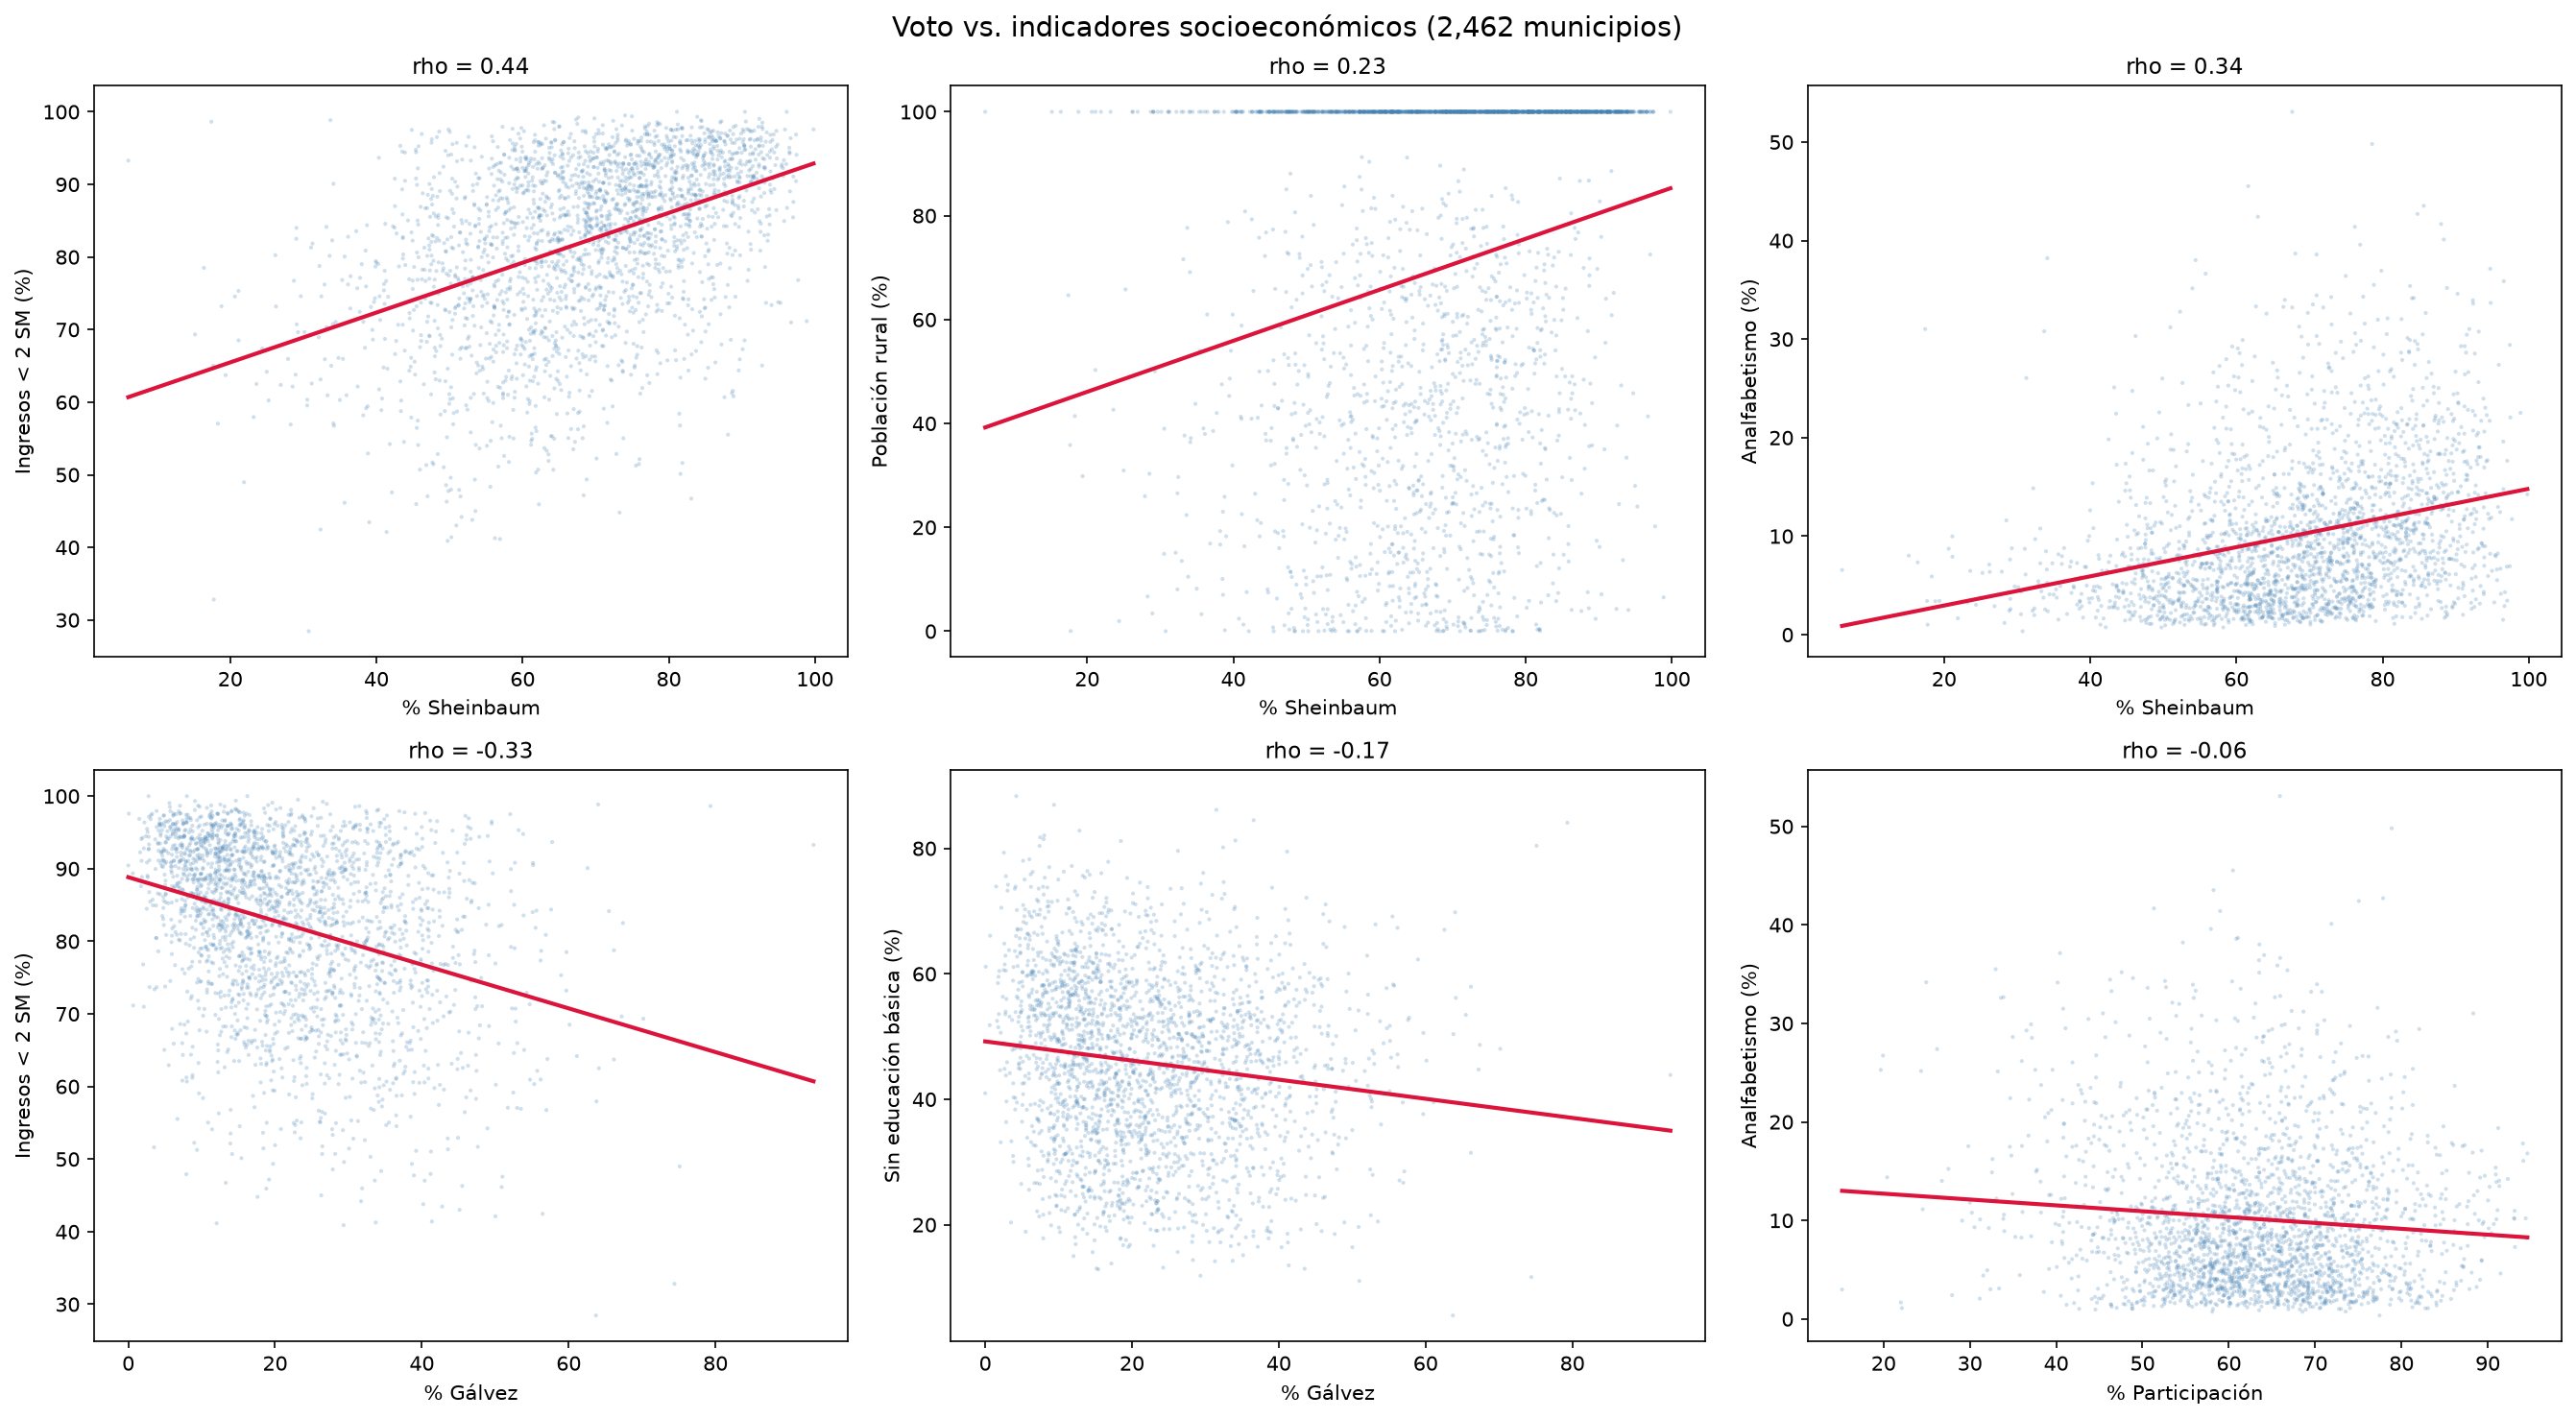 Voto vs. indicadores socioeconómicos (2,462 municipios)
rho = 0.44
Ingresos < 2 SM (%)
100
90
80
70
60
50
40
30
20 40 60 80 100
% Sheinbaum
rho = 0.23
Población rural (%)
100
80
60
40
20
0
20 40 60 80 100
% Sheinbaum
rho = 0.34
Analfabetismo (%)
50
40
30
20
10
0
20 40 60 80 100
% Sheinbaum
rho = -0.33
Ingresos < 2 SM (%)
100
90
80
70
60
50
40
30
0 20 40 60 80
% Gálvez
rho = -0.17
Sin educación básica (%)
80
60
40
20
0 20 40 60 80
% Gálvez
rho = -0.06
Analfabetismo (%)
50
40
30
20
10
0
20 30 40 50 60 70 80 90
% Participación